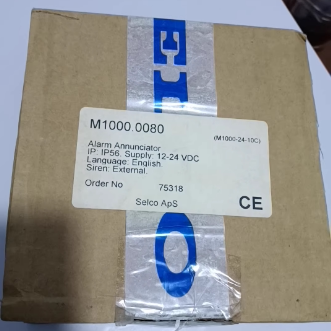 M1000.0080
(M1000-24-10C)
Alarm Annunciator
IP: IP56. Supply: 12-24 VDC
Language: English.
Siren: External.
Order No 75318
Selco ApS
CE